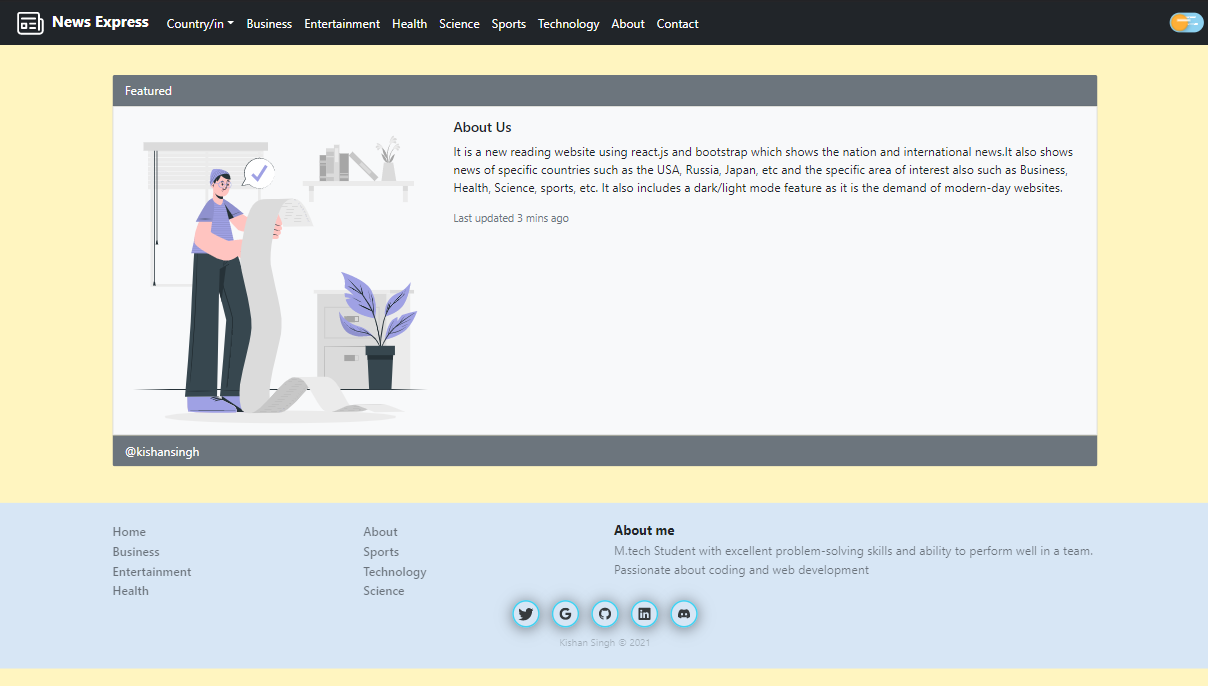 News Express
Country/in Business Entertainment Health Science Sports Technology About Contact
Featured
About Us
It is a new reading website using react.js and bootstrap which shows the nation and international news.It also shows
news of specific countries such as the USA, Russia, Japan, etc and the specific area of interest also such as Business,
Health, Science, sports, etc. It also includes a dark/light mode feature as it is the demand of modern-day websites.
Last updated 3 mins ago
@kishansingh
Home
Business
Entertainment
Health
About
Sports
Technology
Science
About me
M.tech Student with excellent problem-solving skills and ability to perform well in a team.
Passionate about coding and web development
Kishan Singh © 2021